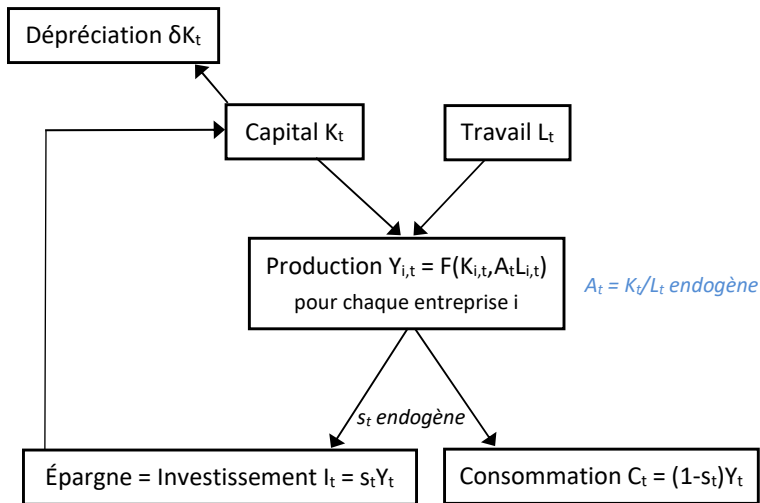 Dépréciation δKₜ
Capital Kₜ
Travail Lₜ
Production Yᵢ,ₜ = F(Kᵢ,ₜ,AₜLᵢ,ₜ)
pour chaque entreprise i
Aₜ = Kₜ/Lₜ endogène
sₜ endogène
Épargne = Investissement Iₜ = sₜYₜ
Consommation Cₜ = (1-sₜ)Yₜ